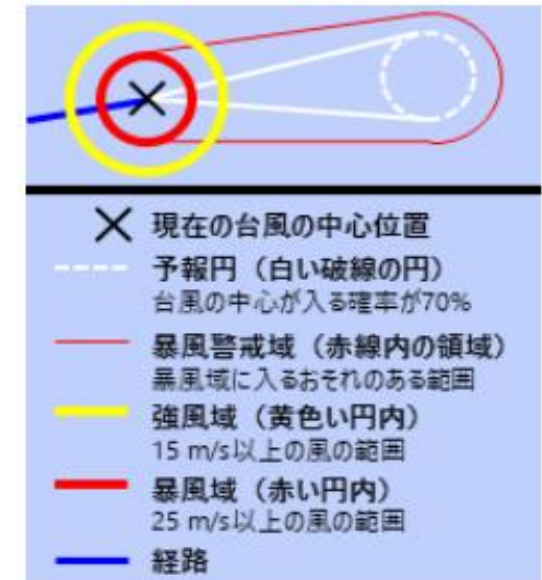 現在の台風の中心位置
予報円（白い破線の円）
台風の中心が入る確率が70%
暴風警戒域（赤線内の領域）
暴風域に入るおそれのある範囲
強風域（黄色い円内）
15 m/s以上の風の範囲
暴風域（赤い円内）
25 m/s以上の風の範囲
経路